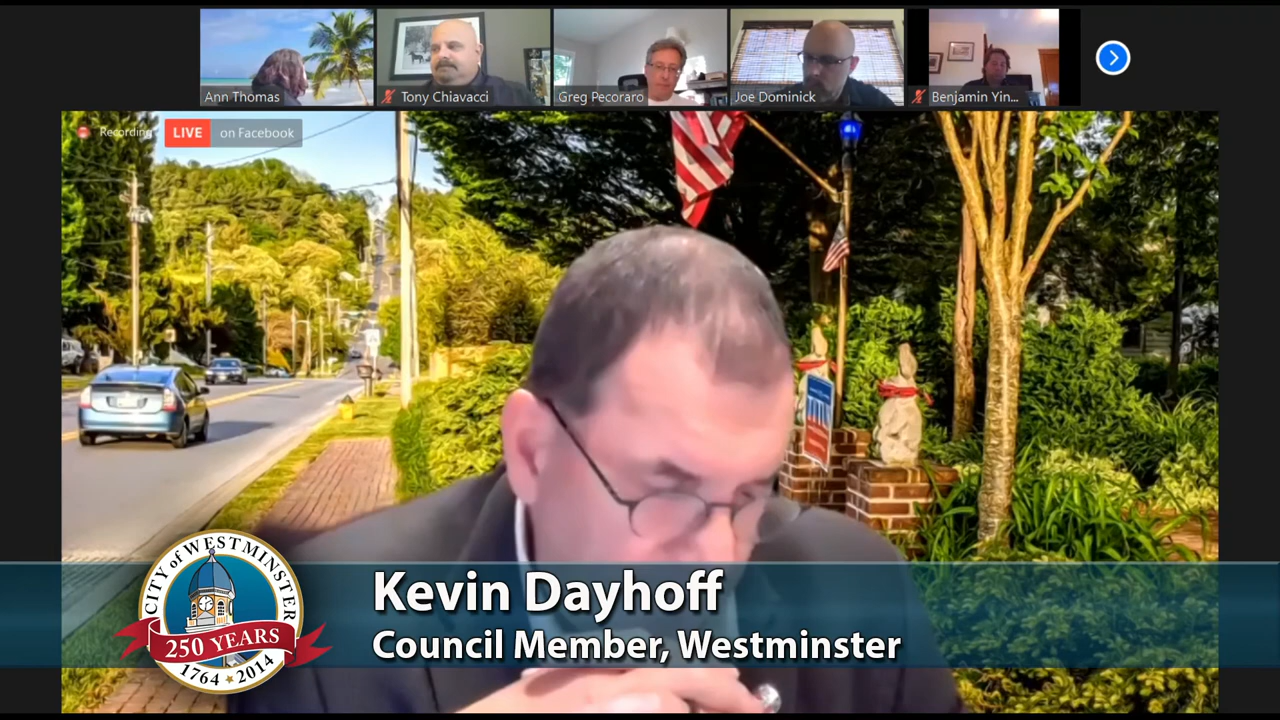 Ann Thomas
Tony Chiavacci
Greg Pecoraro
Joe Dominick
Benjamin Yin...
Recording
LIVE on Facebook
CITY of WESTMINSTER
250 YEARS
1764 ★ 2014
Kevin Dayhoff
Council Member, Westminster